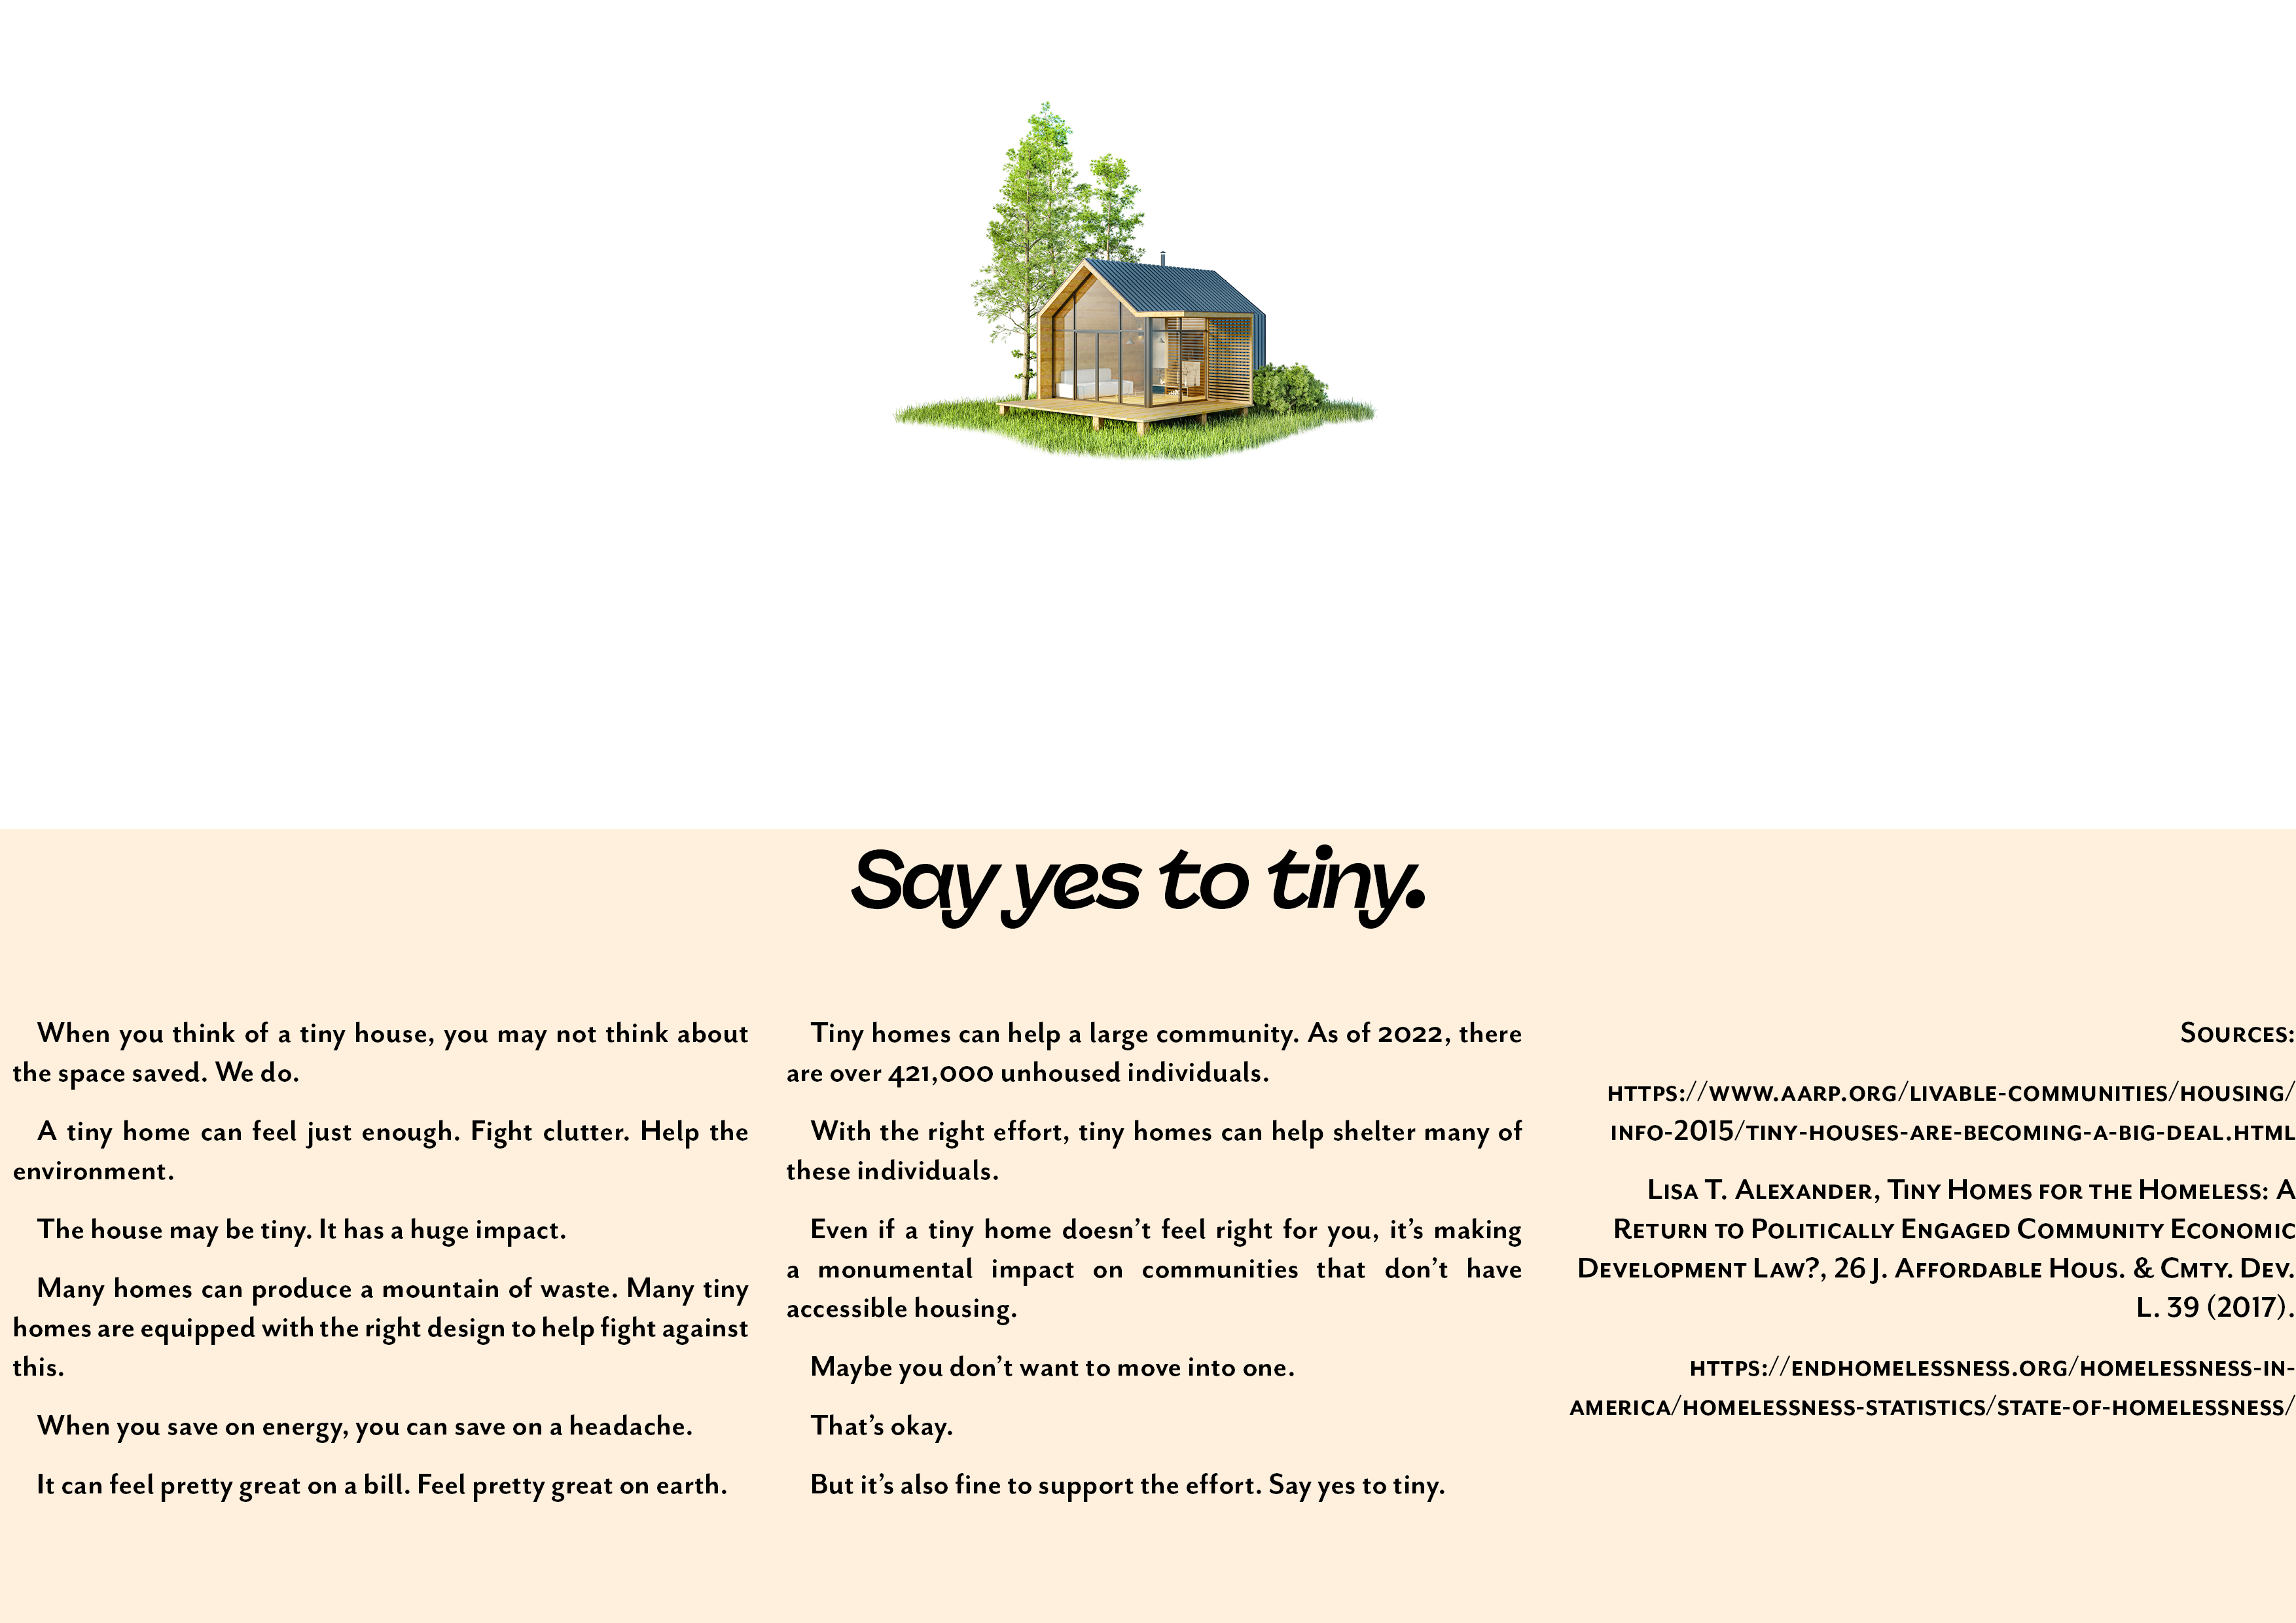 Say yes to tiny.
When you think of a tiny house, you may not think about
the space saved. We do.
A tiny home can feel just enough. Fight clutter. Help the
environment.
The house may be tiny. It has a huge impact.
Many homes can produce a mountain of waste. Many tiny
homes are equipped with the right design to help fight against
this.
When you save on energy, you can save on a headache.
It can feel pretty great on a bill. Feel pretty great on earth.
Tiny homes can help a large community. As of 2022, there
are over 421,000 unhoused individuals.
With the right effort, tiny homes can help shelter many of
these individuals.
Even if a tiny home doesn’t feel right for you, it’s making
a monumental impact on communities that don’t have
accessible housing.
Maybe you don’t want to move into one.
That’s okay.
But it’s also fine to support the effort. Say yes to tiny.
Sources:
https://www.aarp.org/livable-communities/housing/
info-2015/tiny-houses-are-becoming-a-big-deal.html
Lisa T. Alexander, Tiny Homes for the Homeless: A
Return to Politically Engaged Community Economic
Development Law?, 26 J. Affordable Hous. & Cmty. Dev.
L. 39 (2017).
https://endhomelessness.org/homelessness-in-
america/homelessness-statistics/state-of-homelessness/